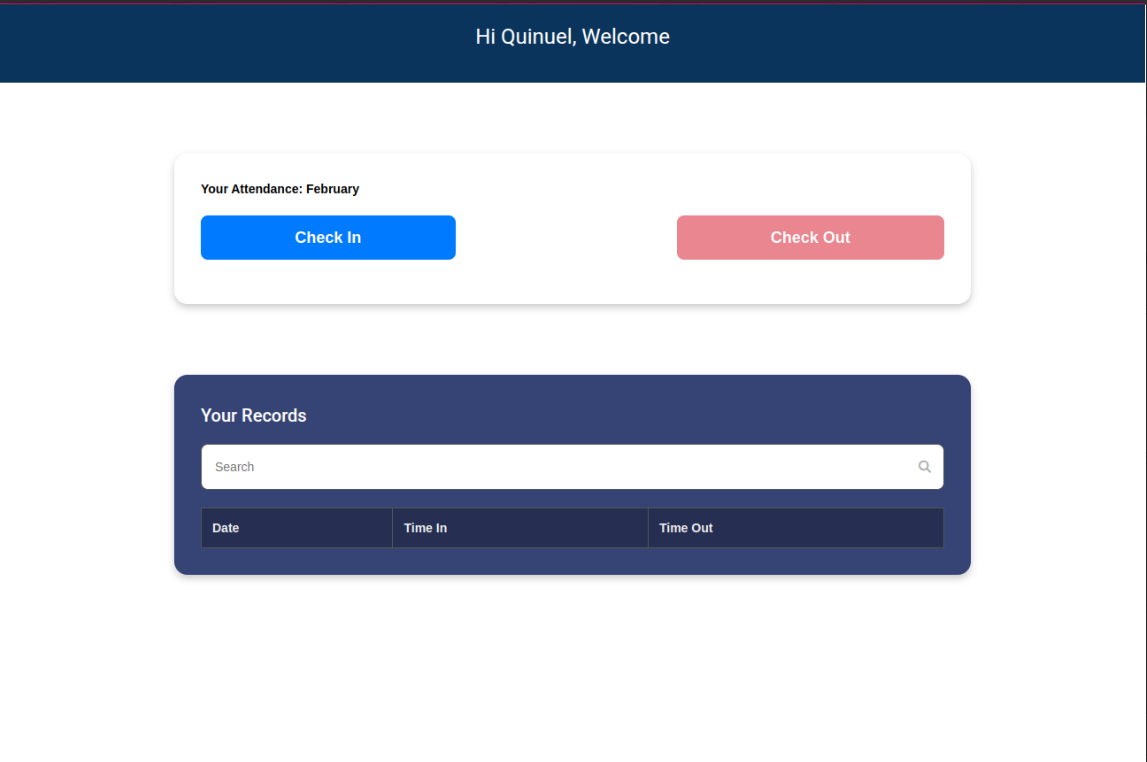 Hi Quinuel, Welcome
Your Attendance: February
Check In Check Out
Your Records
Search
Date Time In Time Out